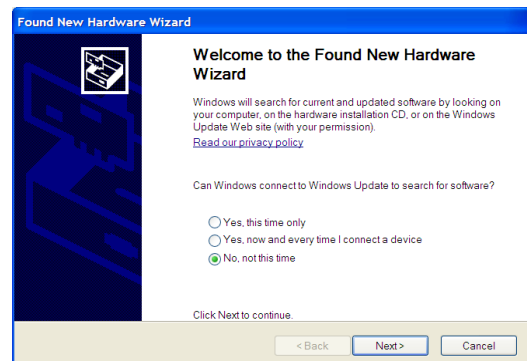 Found New Hardware Wizard
Welcome to the Found New Hardware
Wizard
Windows will search for current and updated software by looking on
your computer, on the hardware installation CD, or on the Windows
Update Web site (with your permission).
Read our privacy policy
Can Windows connect to Windows Update to search for software?
Yes, this time only
Yes, now and every time I connect a device
No, not this time
Click Next to continue.
< Back
Next >
Cancel